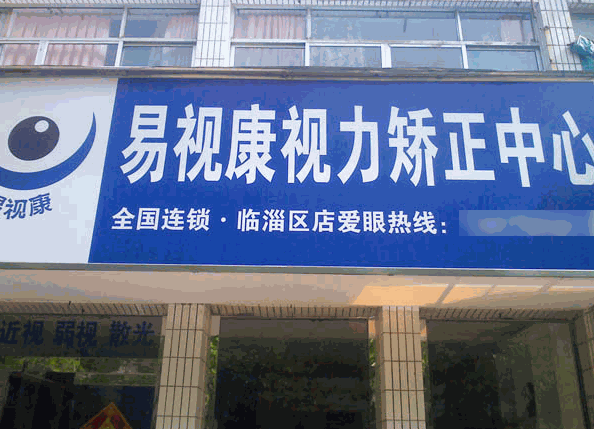 易视康视力矫正中心
全国连锁·临淄区店爱眼热线:
视康
近视 弱视 散光